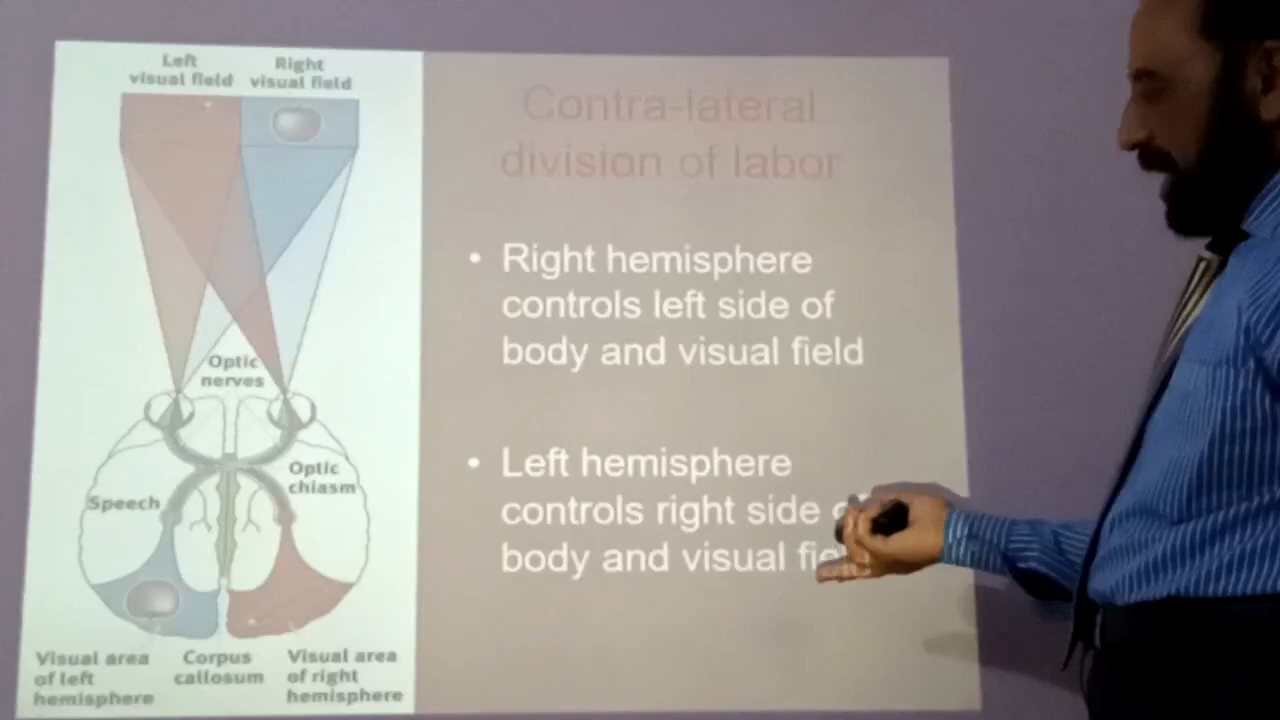 Left
visual field
Right
visual field
Optic
nerves
Optic
chiasm
Speech
Visual area
of left
hemisphere
Corpus
callosum
Visual area
of right
hemisphere
Contra-lateral
division of labor
• Right hemisphere
controls left side of
body and visual field
• Left hemisphere
controls right side
body and visual